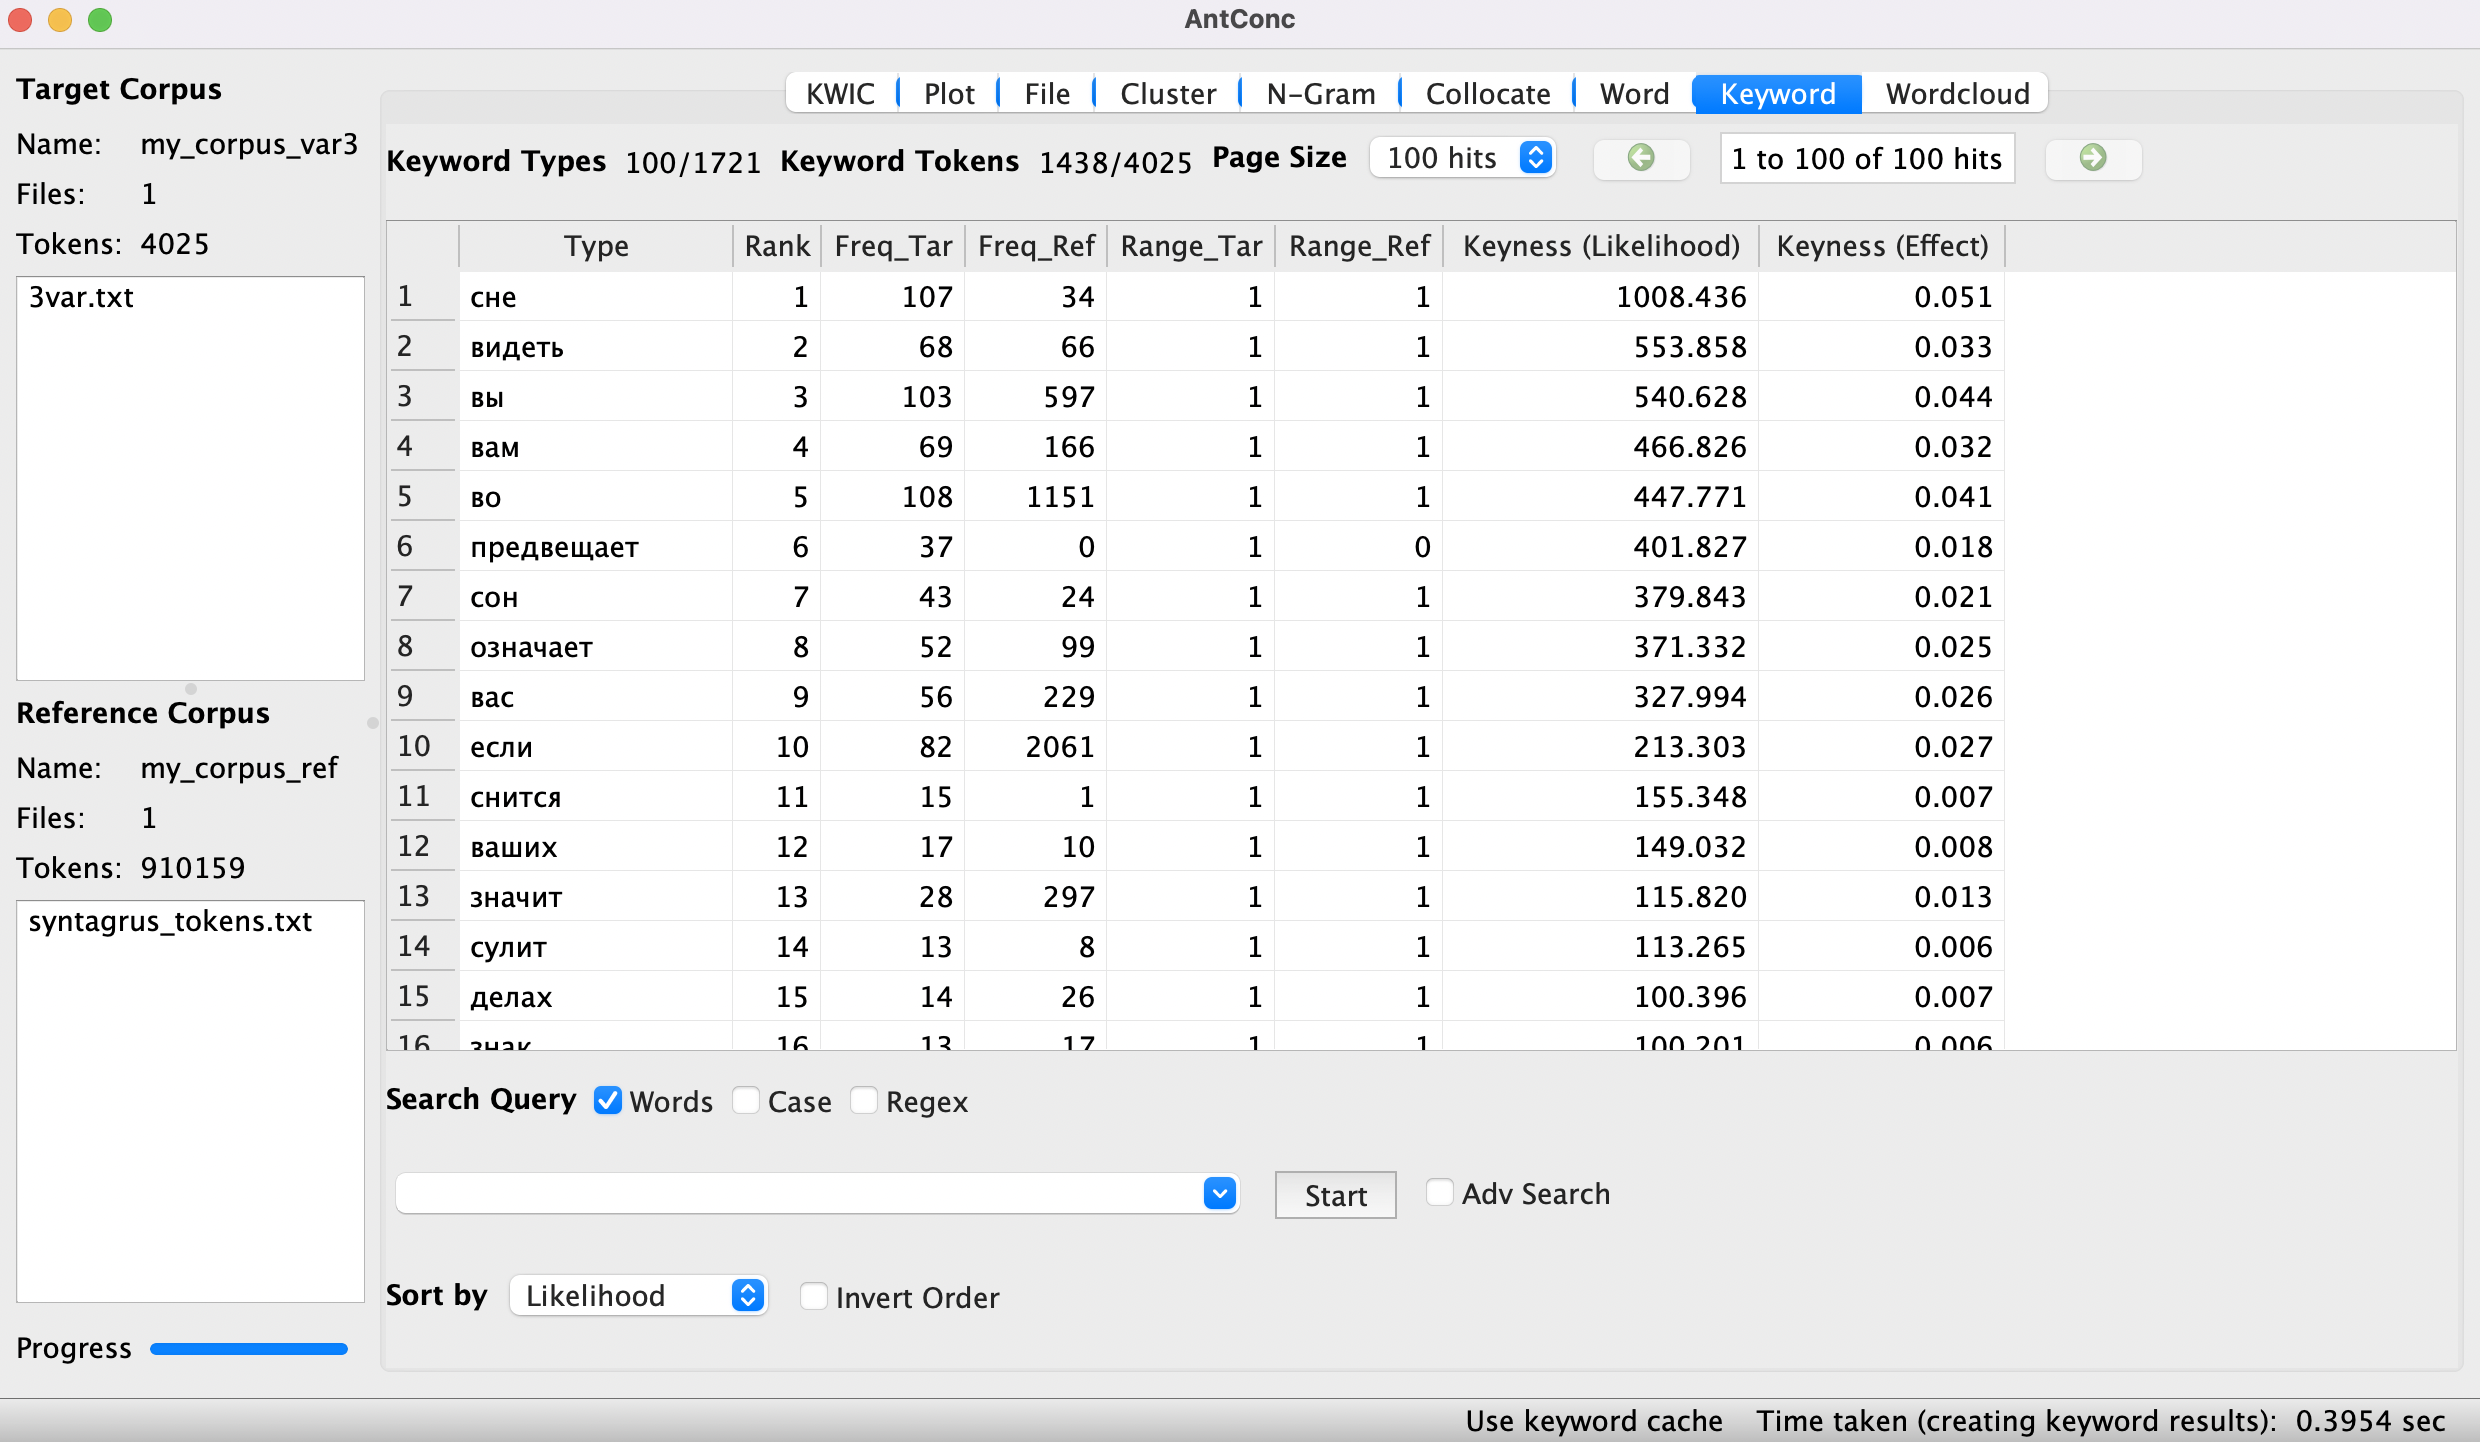 AntConc
Target Corpus
Name: my_corpus_var3
Files: 1
Tokens: 4025
3var.txt
Reference Corpus
Name: my_corpus_ref
Files: 1
Tokens: 910159
syntagrus_tokens.txt
Progress
KWIC Plot File Cluster N-Gram Collocate Word Keyword Wordcloud
Keyword Types 100/1721 Keyword Tokens 1438/4025 Page Size 100 hits 1 to 100 of 100 hits
Type Rank Freq_Tar Freq_Ref Range_Tar Range_Ref Keyness (Likelihood) Keyness (Effect)
1 сне 1 107 34 1 1 1008.436 0.051
2 видеть 2 68 66 1 1 553.858 0.033
3 вы 3 103 597 1 1 540.628 0.044
4 вам 4 69 166 1 1 466.826 0.032
5 во 5 108 1151 1 1 447.771 0.041
6 предвещает 6 37 0 1 0 401.827 0.018
7 сон 7 43 24 1 1 379.843 0.021
8 означает 8 52 99 1 1 371.332 0.025
9 вас 9 56 229 1 1 327.994 0.026
10 если 10 82 2061 1 1 213.303 0.027
11 снится 11 15 1 1 1 155.348 0.007
12 ваших 12 17 10 1 1 149.032 0.008
13 значит 13 28 297 1 1 115.820 0.013
14 сулит 14 13 8 1 1 113.265 0.006
15 делах 15 14 26 1 1 100.396 0.007
16 знак 16 13 17 1 1 100.201 0.006
Search Query Words Case Regex
Start Adv Search
Sort by Likelihood Invert Order
Use keyword cache Time taken (creating keyword results): 0.3954 sec